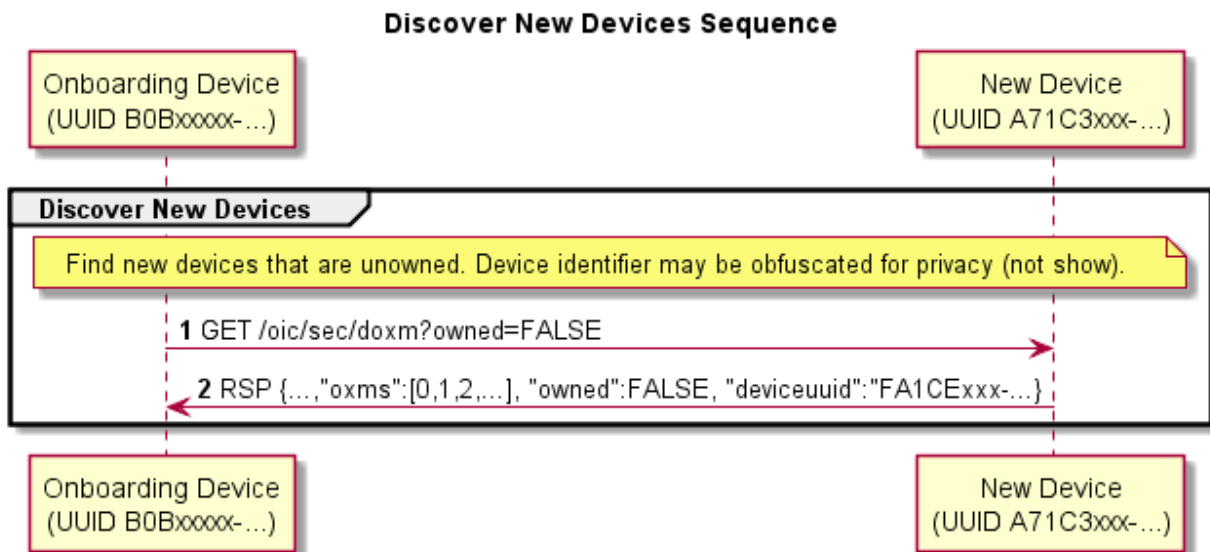 Discover New Devices Sequence
Onboarding Device
(UUID B0Bxxxxx-...)
New Device
(UUID A71C3xxx-...)
Discover New Devices
Find new devices that are unowned. Device identifier may be obfuscated for privacy (not show).
1 GET /oic/sec/doxm?owned=FALSE
2 RSP {...,"oxms":[0,1,2,...], "owned":FALSE, "deviceuuid":"FA1CExxx-...}
Onboarding Device
(UUID B0Bxxxxx-...)
New Device
(UUID A71C3xxx-...)